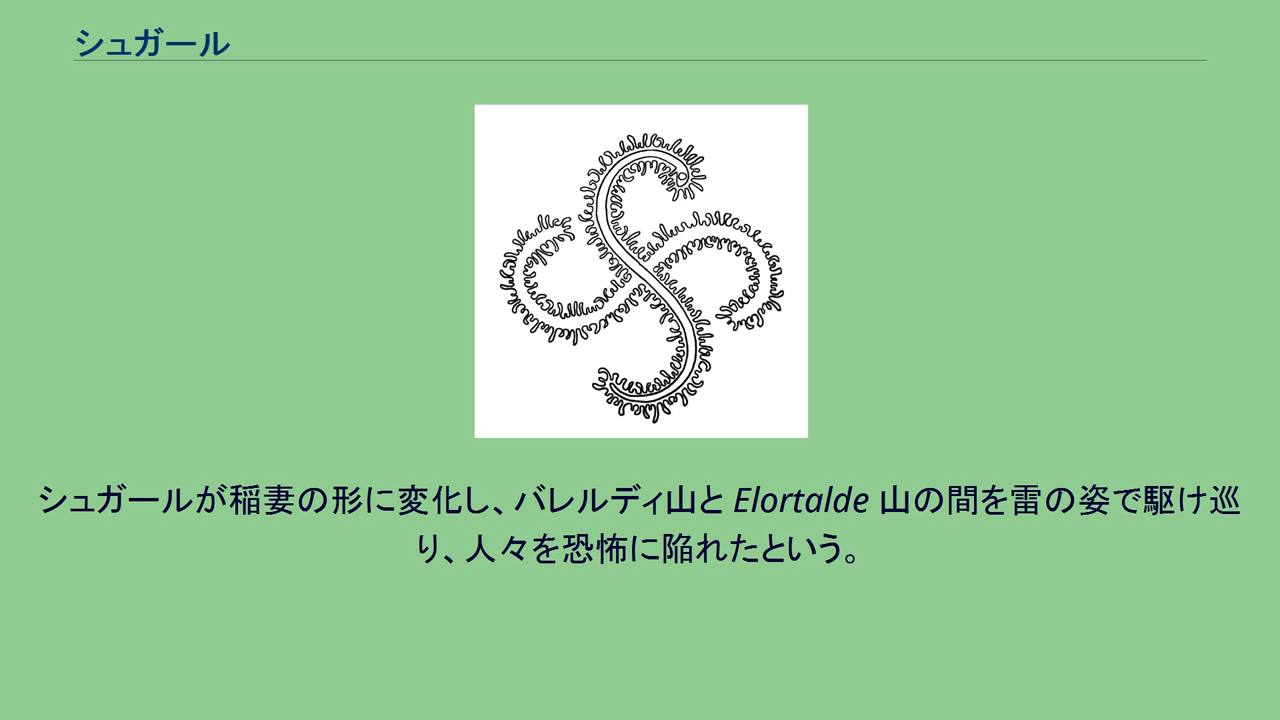 シュガール
シュガールが稲妻の形に変化し、バレルディ山と Elortalde 山の間を雷の姿で駆け巡
り、人々を恐怖に陥れたという。